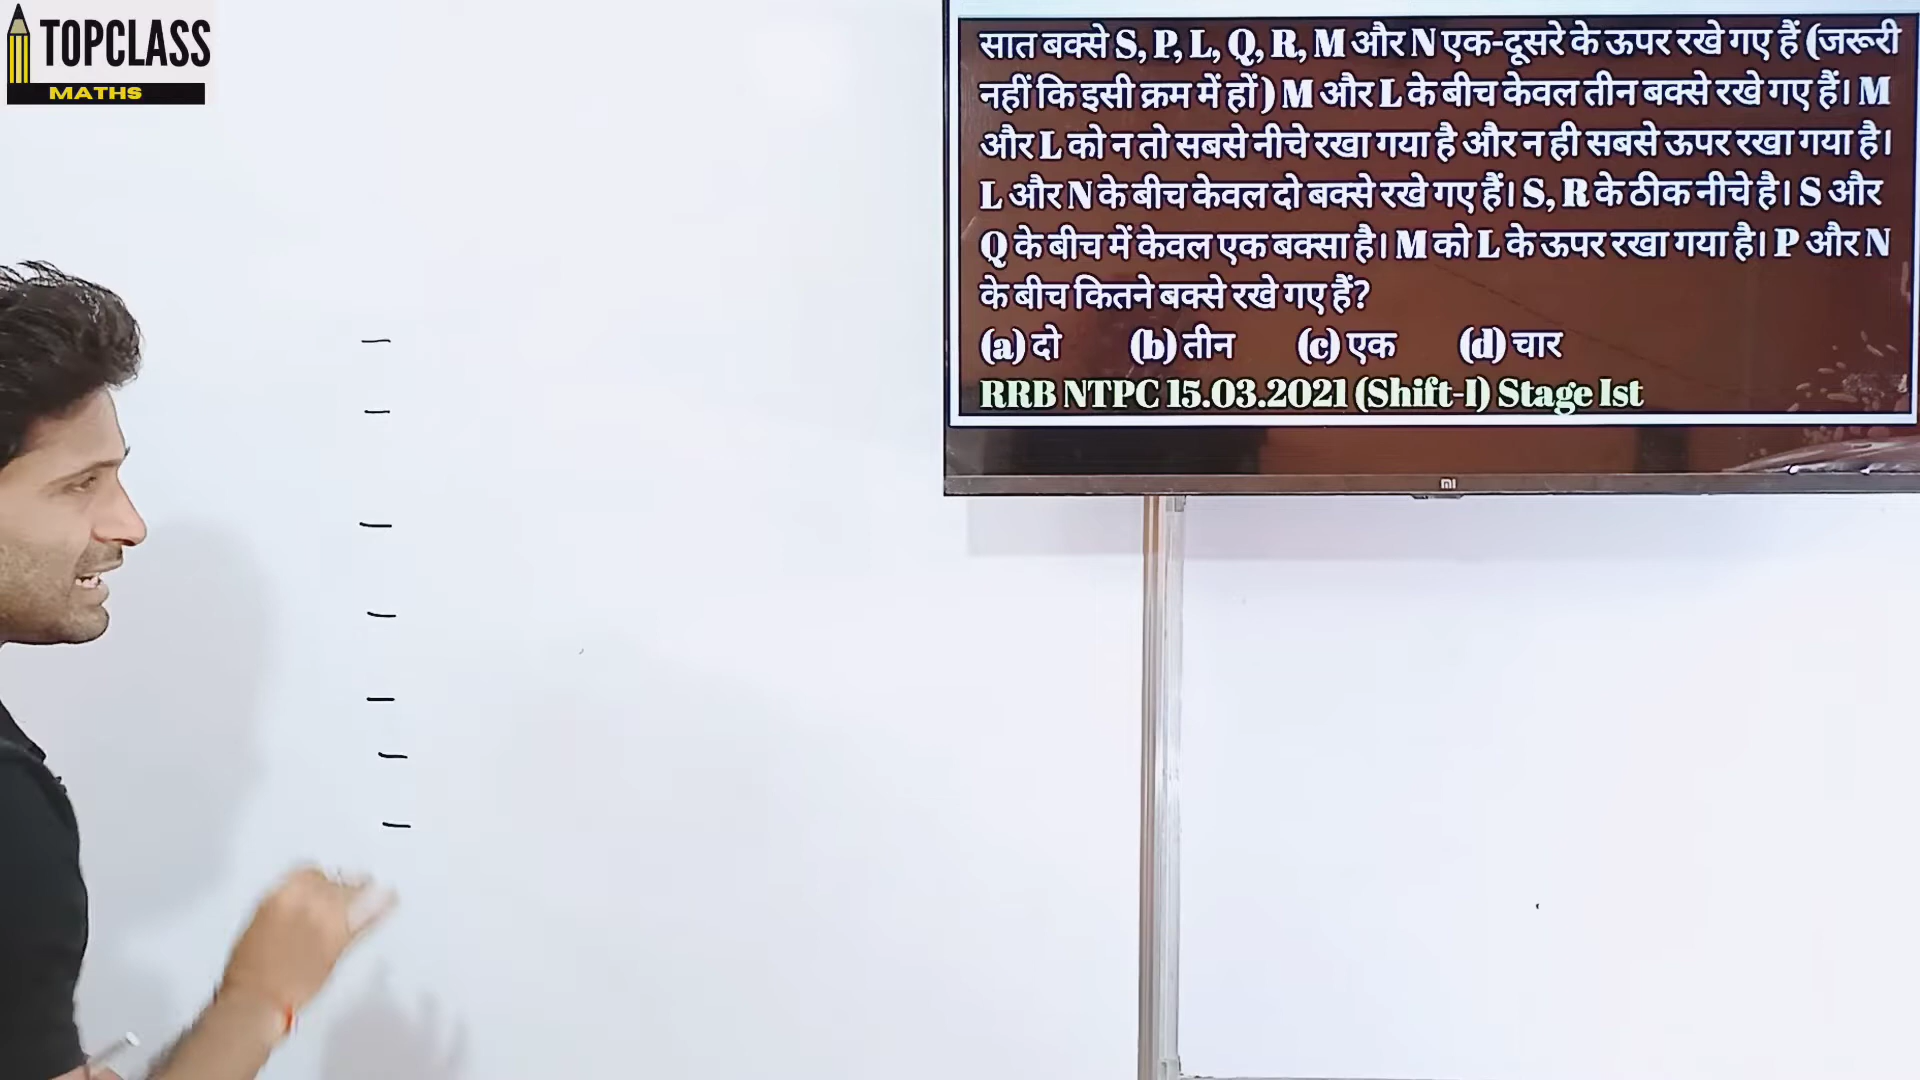 TOPCLASS
MATHS
सात बक्से S, P, L, Q, R, M और N एक-दूसरे के ऊपर रखे गए हैं (जरूरी
नहीं कि इसी क्रम में हों) M और L के बीच केवल तीन बक्से रखे गए हैं। M
और L को न तो सबसे नीचे रखा गया है और न ही सबसे ऊपर रखा गया है।
L और N के बीच केवल दो बक्से रखे गए हैं। S, R के ठीक नीचे है। S और
Q के बीच में केवल एक बक्सा है। M को L के ऊपर रखा गया है। P और N
के बीच कितने बक्से रखे गए हैं?
(a) दो (b) तीन (c) एक (d) चार
RRB NTPC 15.03.2021 (Shift-I) Stage Ist
mi